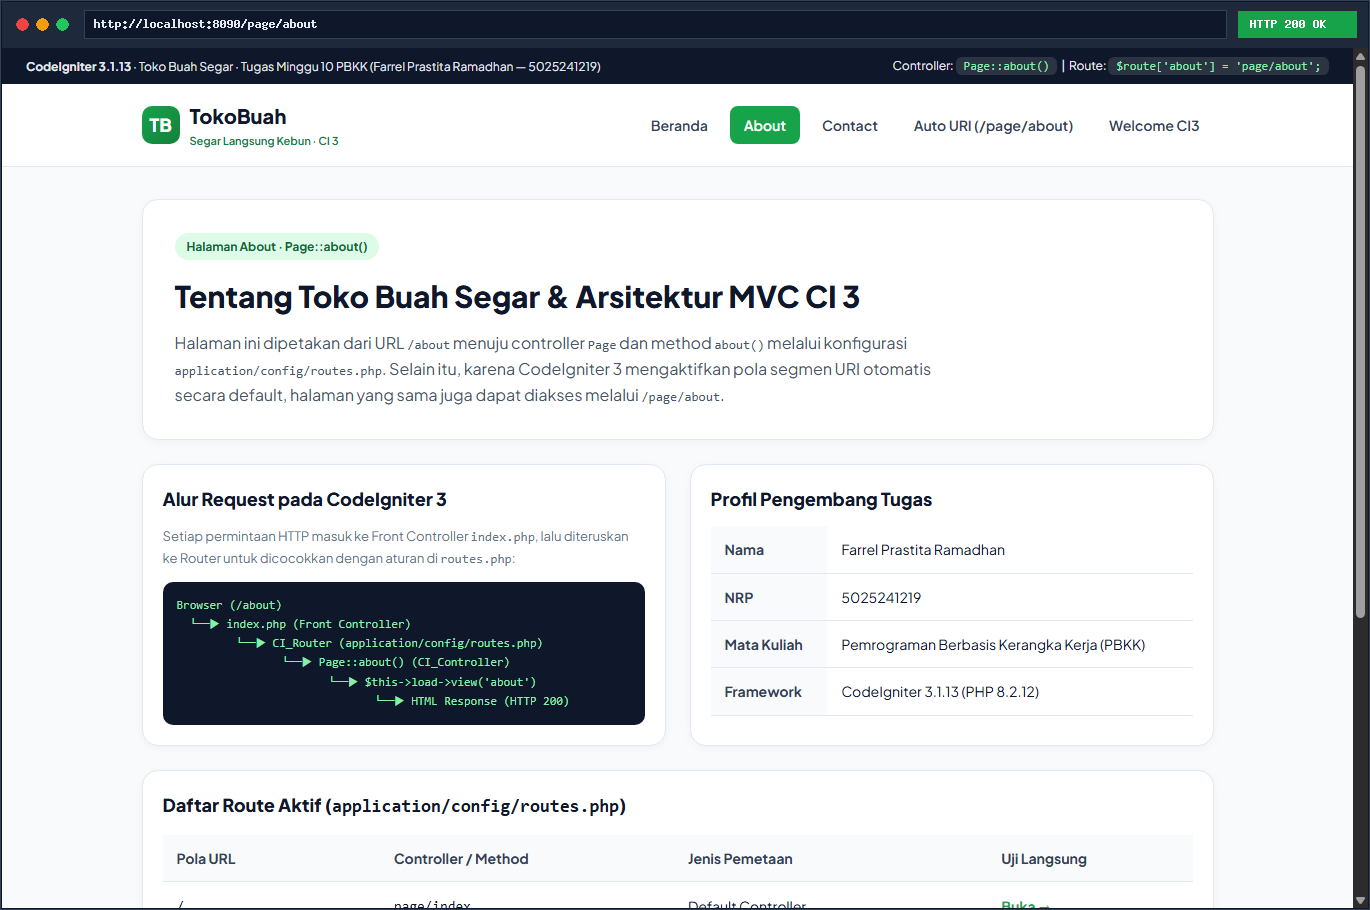 http://localhost:8090/page/about
HTTP 200 OK
CodeIgniter 3.1.13 · Toko Buah Segar · Tugas Minggu 10 PBKK (Farrel Prastita Ramadhan — 5025241219)
Controller: Page::about() | Route: $route['about'] = 'page/about';
TB
TokoBuah
Segar Langsung Kebun · CI 3
Beranda
About
Contact
Auto URI (/page/about)
Welcome CI3
Halaman About · Page::about()
Tentang Toko Buah Segar & Arsitektur MVC CI 3
Halaman ini dipetakan dari URL /about menuju controller Page dan method about() melalui konfigurasi
application/config/routes.php. Selain itu, karena CodeIgniter 3 mengaktifkan pola segmen URI otomatis
secara default, halaman yang sama juga dapat diakses melalui /page/about.
Alur Request pada CodeIgniter 3
Setiap permintaan HTTP masuk ke Front Controller index.php, lalu diteruskan
ke Router untuk dicocokkan dengan aturan di routes.php:
Browser (/about)
└─▶ index.php (Front Controller)
└─▶ CI_Router (application/config/routes.php)
└─▶ Page::about() (CI_Controller)
└─▶ $this->load->view('about')
└─▶ HTML Response (HTTP 200)
Profil Pengembang Tugas
Nama Farrel Prastita Ramadhan
NRP 5025241219
Mata Kuliah Pemrograman Berbasis Kerangka Kerja (PBKK)
Framework CodeIgniter 3.1.13 (PHP 8.2.12)
Daftar Route Aktif (application/config/routes.php)
Pola URL Controller / Method Jenis Pemetaan Uji Langsung
/ page/index Default Controller Buka →